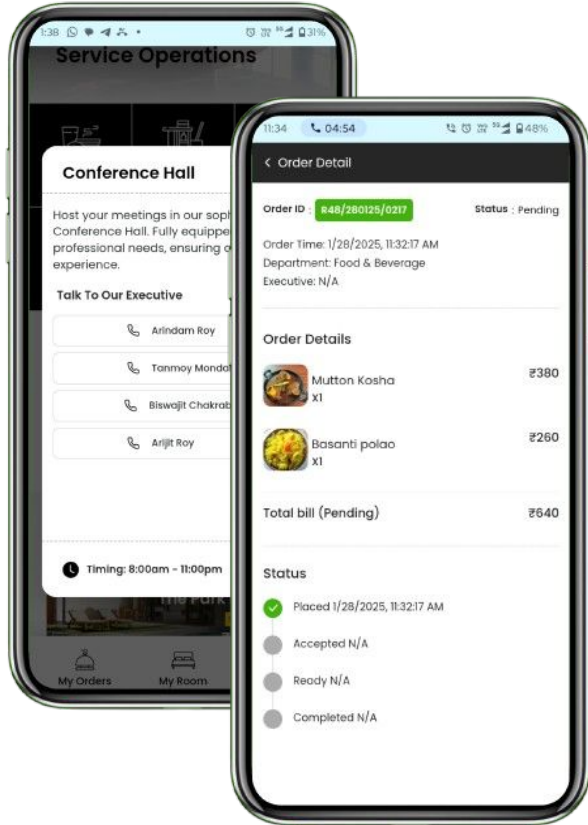 1:38
31%
Service Operations
Conference Hall
Host your meetings in our
Conference Hall. Fully
professional needs, ensuring
experience.
Talk To Our Executive
Arindam Roy
Tanmoy
Biswajit
Arijit Roy
Timing: 8:00am - 11:00pm
The Park
My Orders
My Room
11:34
04:54
48%
< Order Detail
Order ID : R48/280125/0217 Status : Pending
Order Time: 1/28/2025, 11:32:17 AM
Department: Food & Beverage
Executive: N/A
Order Details
Mutton Kosha ₹380
X1
Basanti polao ₹260
X1
Total bill (Pending) ₹640
Status
Placed 1/28/2025, 11:32:17 AM
Accepted N/A
Ready N/A
Completed N/A